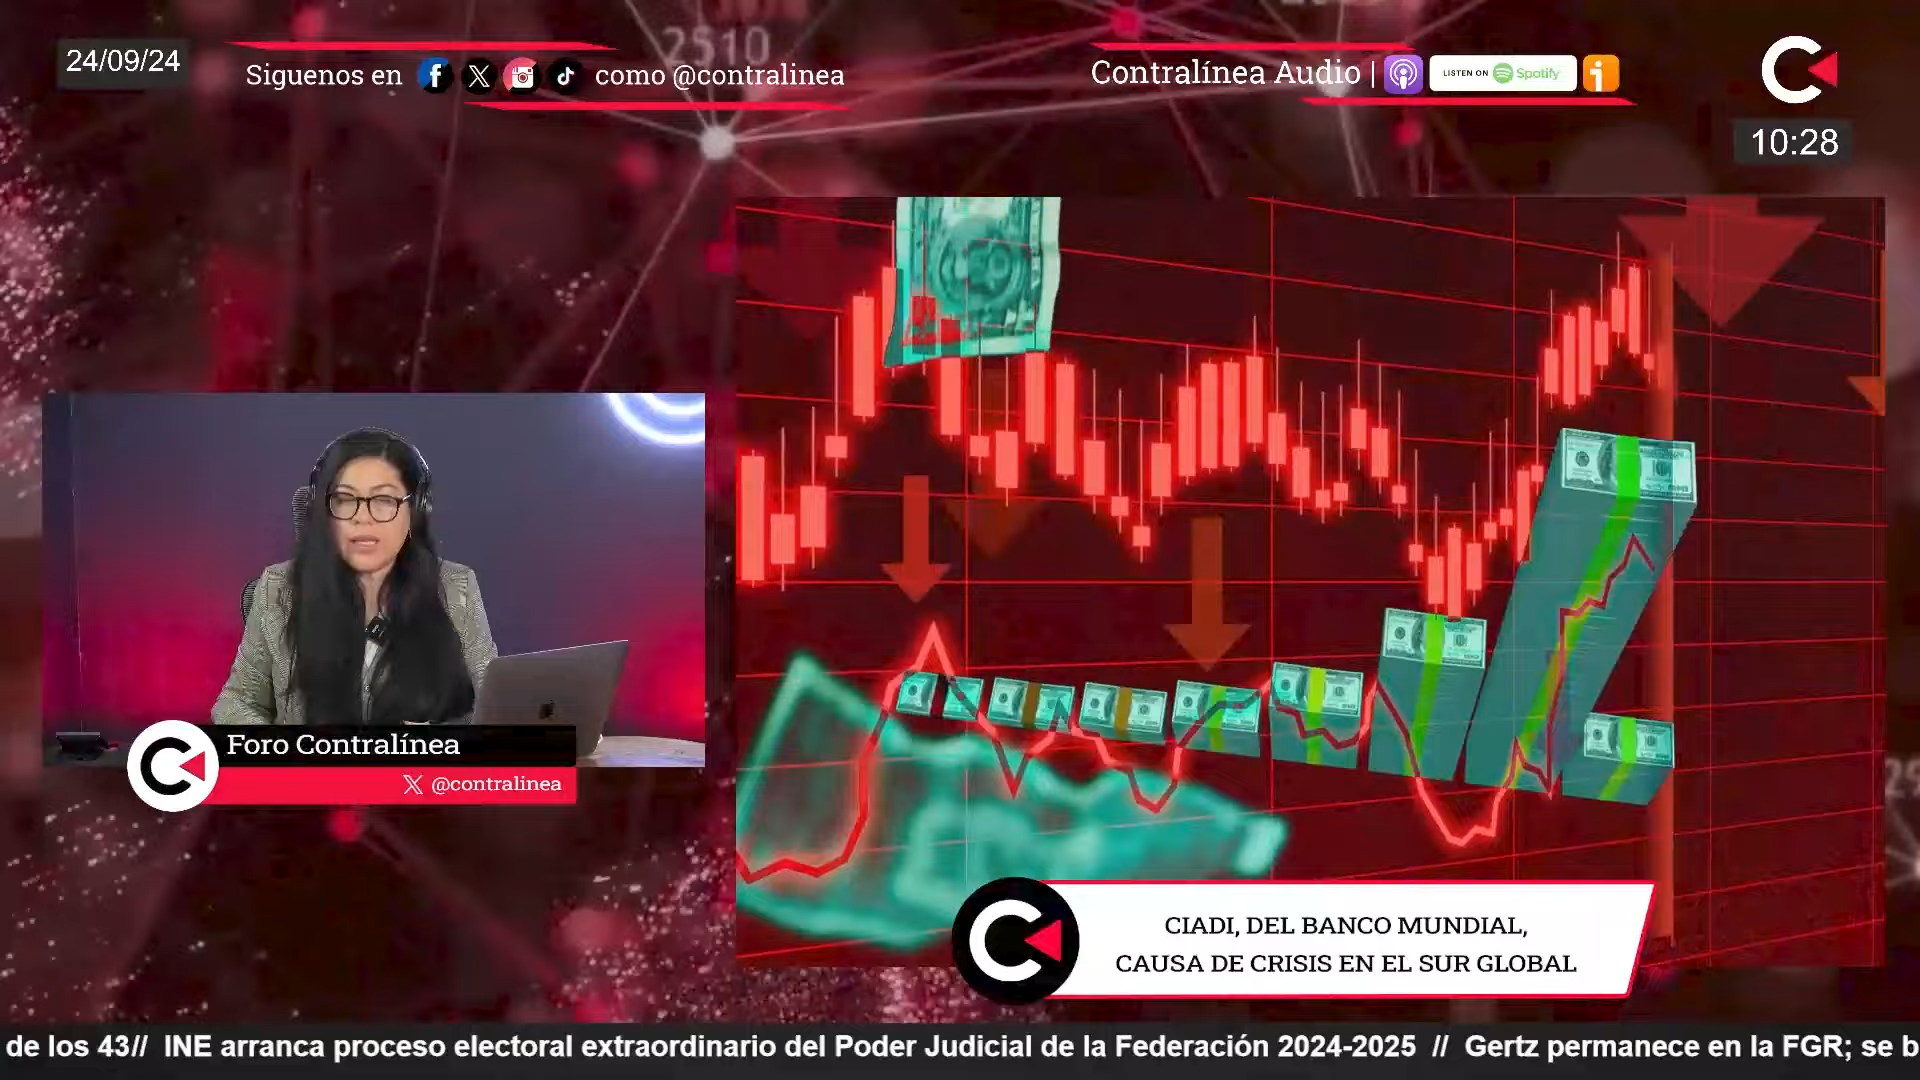 24/09/24
Siguenos en
como @contralinea
2510
Contralínea Audio |
LISTEN ON Spotify
10:28
Foro Contralínea
@contralinea
CIADI, DEL BANCO MUNDIAL,
CAUSA DE CRISIS EN EL SUR GLOBAL
de los 43// INE arranca proceso electoral extraordinario del Poder Judicial de la Federación 2024-2025 // Gertz permanece en la FGR; se b